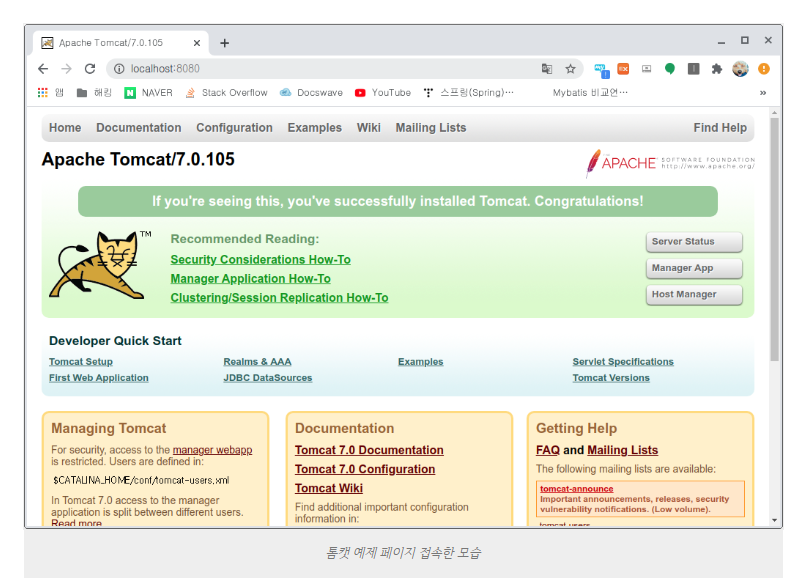 Apache Tomcat/7.0.105
localhost:8080
앱 해킹 NAVER Stack Overflow Docswave YouTube 스프링(Spring)… Mybatis 비교연… »
Home Documentation Configuration Examples Wiki Mailing Lists Find Help
Apache Tomcat/7.0.105
APACHE SOFTWARE FOUNDATION
http://www.apache.org/
If you're seeing this, you've successfully installed Tomcat. Congratulations!
TM
Recommended Reading:
Security Considerations How-To
Manager Application How-To
Clustering/Session Replication How-To
Server Status
Manager App
Host Manager
Developer Quick Start
Tomcat Setup Realms & AAA Examples Servlet Specifications
First Web Application JDBC DataSources Tomcat Versions
Managing Tomcat
For security, access to the manager webapp
is restricted. Users are defined in:
$CATALINA_HOME/conf/tomcat-users.xml
In Tomcat 7.0 access to the manager
application is split between different users.
Read more...
Documentation
Tomcat 7.0 Documentation
Tomcat 7.0 Configuration
Tomcat Wiki
Find additional important configuration
information in:
Getting Help
FAQ and Mailing Lists
The following mailing lists are available:
tomcat-announce
Important announcements, releases, security
vulnerability notifications. (Low volume).
tomcat-users
톰캣 예제 페이지 접속한 모습